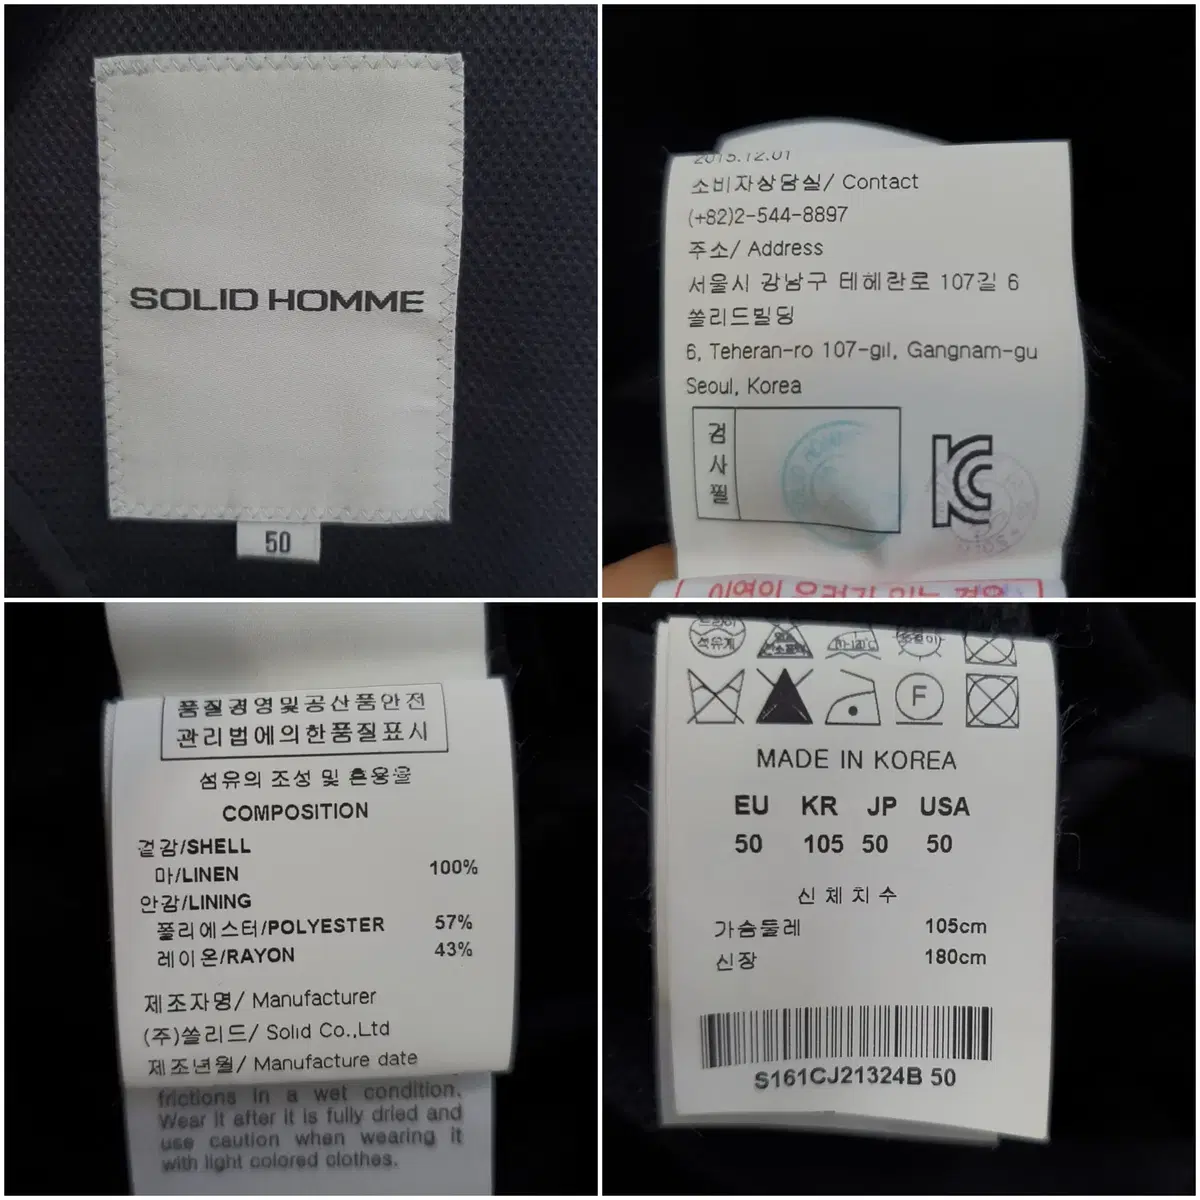 SOLID HOMME
50
2015.12.01
소비자상담실/ Contact
(+82)2-544-8897
주소/ Address
서울시 강남구 테헤란로 107길 6
쏠리드빌딩
6, Teheran-ro 107-gil, Gangnam-gu
Seoul, Korea
검사필
품질경영및공산품안전
관리법에의한품질표시
섬유의 조성 및 혼용율
COMPOSITION
겉감/SHELL
마/LINEN 100%
안감/LINING
폴리에스터/POLYESTER 57%
레이온/RAYON 43%
제조자명/ Manufacturer
(주)쏠리드/ Solid Co.,Ltd
제조년월/ Manufacture date
frictions in a wet condition.
Wear it after it is fully dried and
use caution when wearing it
with light colored clothes.
드라이
석유계
F
MADE IN KOREA
EU KR JP USA
50 105 50 50
신체치수
가슴둘레 105cm
신장 180cm
S161CJ21324B 50